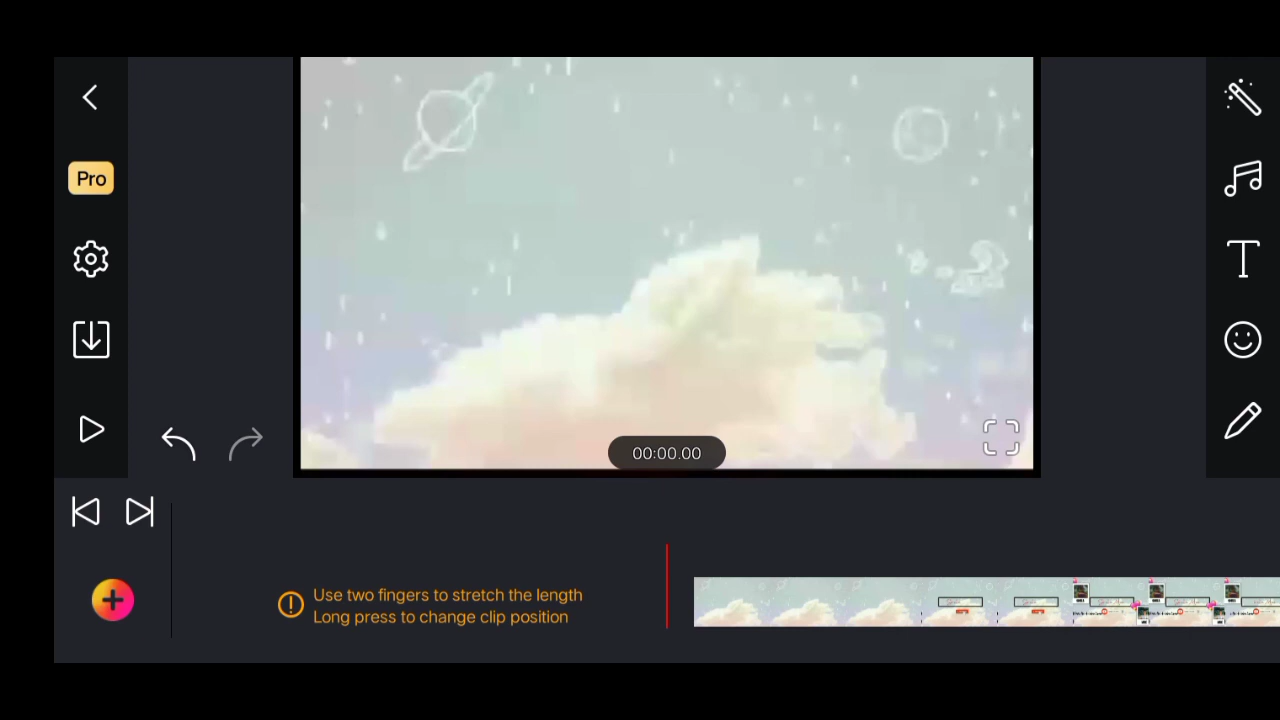 Pro
00:00.00
Use two fingers to stretch the length
Long press to change clip position